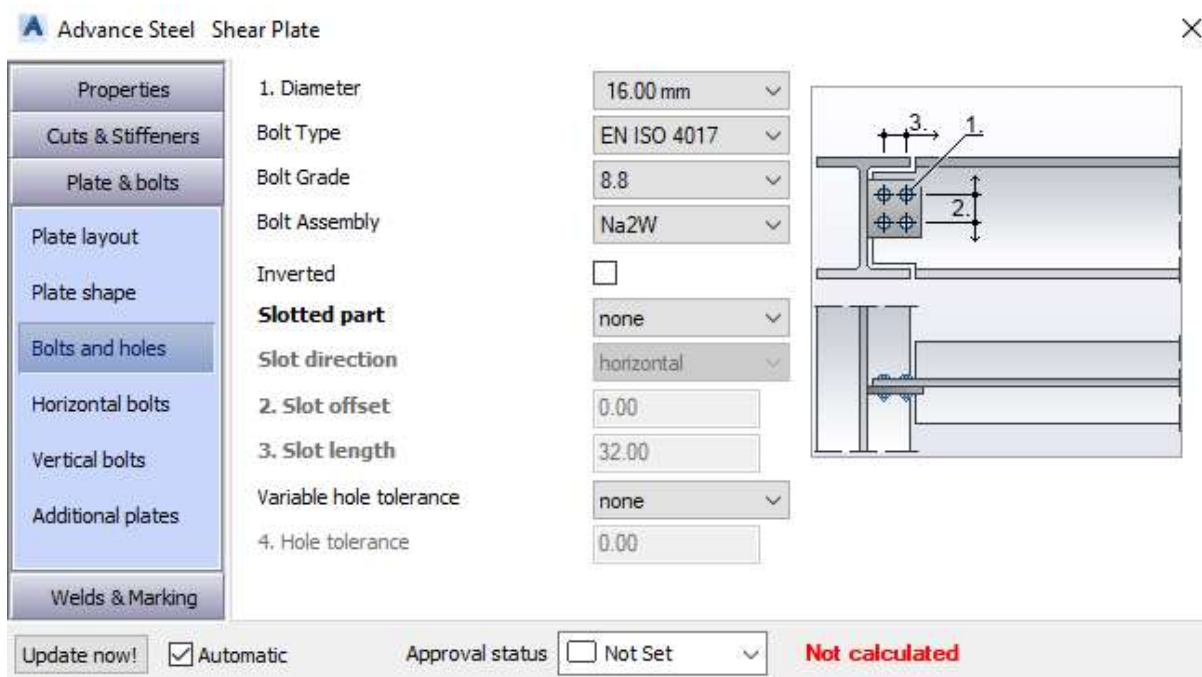 Advance Steel Shear Plate
Properties
Cuts & Stiffeners
Plate & bolts
Plate layout
Plate shape
Bolts and holes
Horizontal bolts
Vertical bolts
Additional plates
Welds & Marking
1. Diameter 16.00 mm
Bolt Type EN ISO 4017
Bolt Grade 8.8
Bolt Assembly Na2W
Inverted
Slotted part none
Slot direction horizontal
2. Slot offset 0.00
3. Slot length 32.00
Variable hole tolerance none
4. Hole tolerance 0.00
3. 1.
2.
Update now! Automatic Approval status Not Set Not calculated